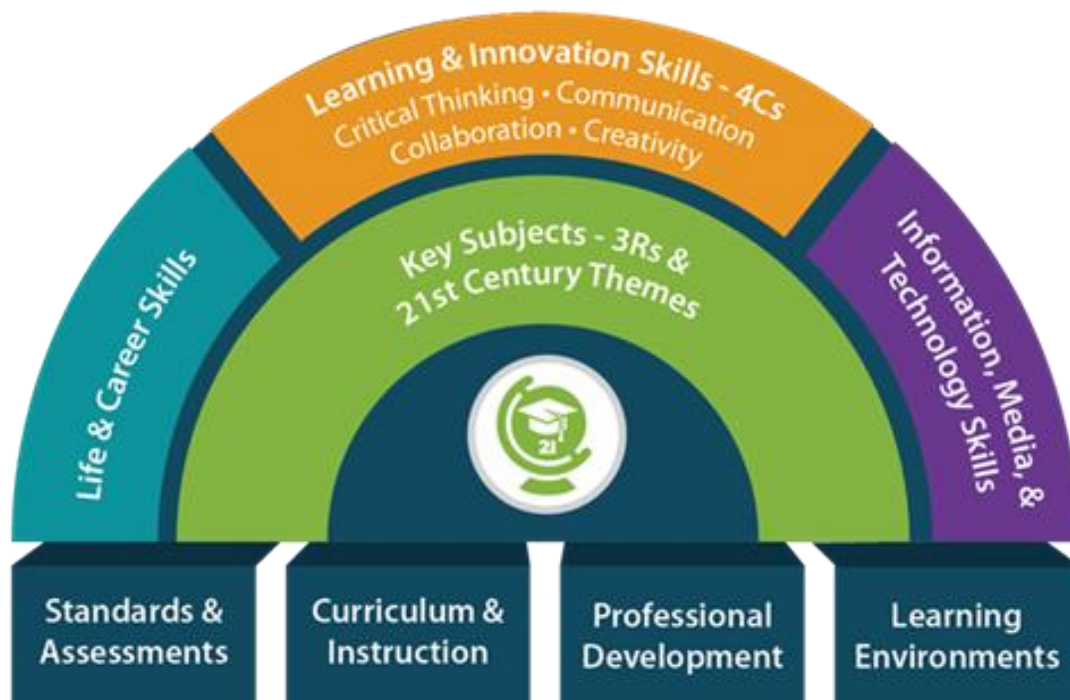 Learning & Innovation Skills - 4Cs
Critical Thinking • Communication
Collaboration • Creativity
Life & Career Skills
Key Subjects - 3Rs &
21st Century Themes
Information, Media, &
Technology Skills
21
Standards &
Assessments
Curriculum &
Instruction
Professional
Development
Learning
Environments